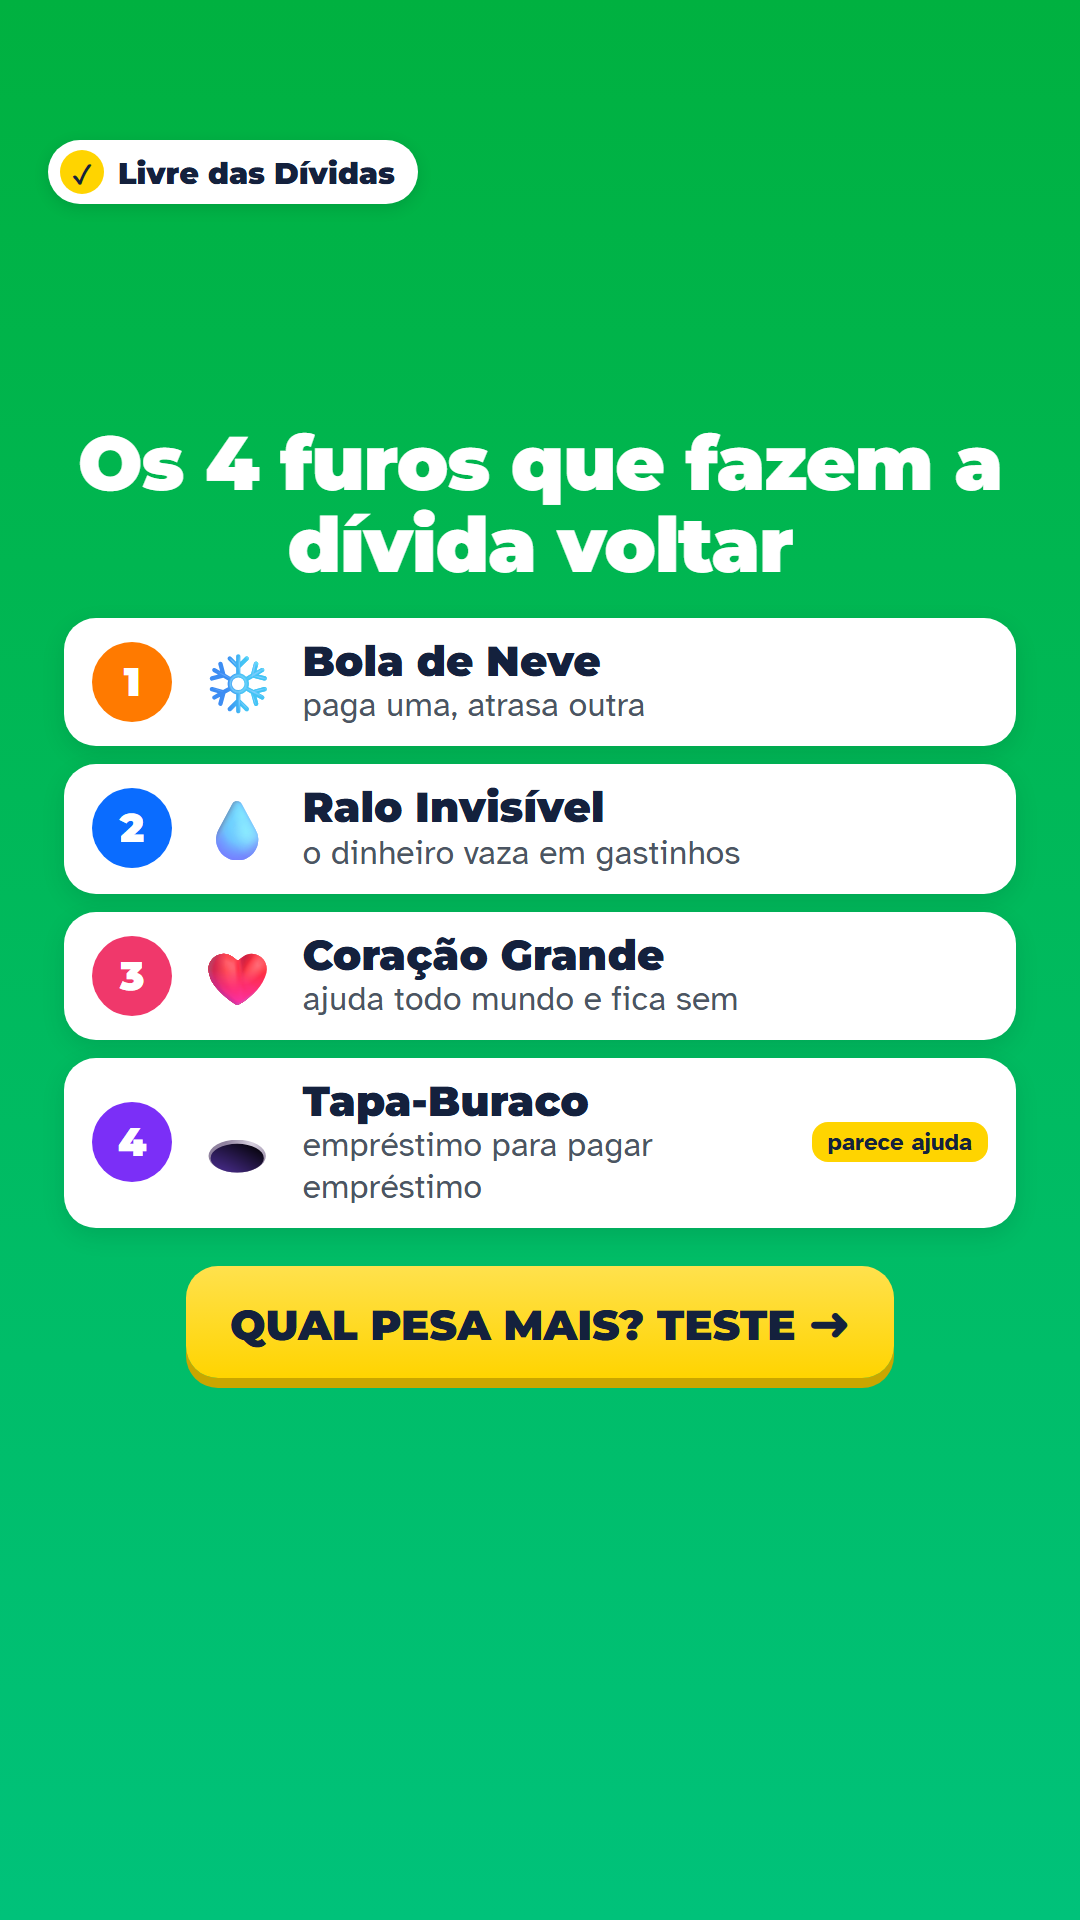 ✓ Livre das Dívidas
Os 4 furos que fazem a
dívida voltar
1
Bola de Neve
paga uma, atrasa outra
2
Ralo Invisível
o dinheiro vaza em gastinhos
3
Coração Grande
ajuda todo mundo e fica sem
4
Tapa-Buraco
empréstimo para pagar
empréstimo
parece ajuda
QUAL PESA MAIS? TESTE →